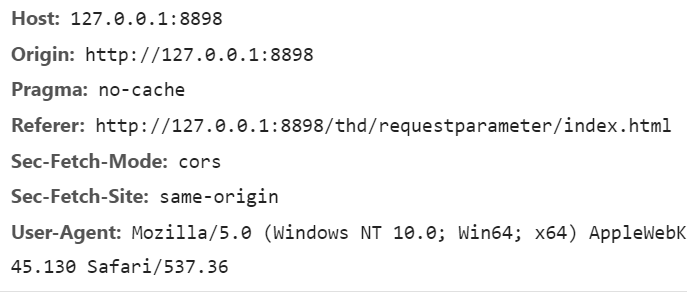 Host: 127.0.0.1:8898
Origin: http://127.0.0.1:8898
Pragma: no-cache
Referer: http://127.0.0.1:8898/thd/requestparameter/index.html
Sec-Fetch-Mode: cors
Sec-Fetch-Site: same-origin
User-Agent: Mozilla/5.0 (Windows NT 10.0; Win64; x64) AppleWebK
45.130 Safari/537.36